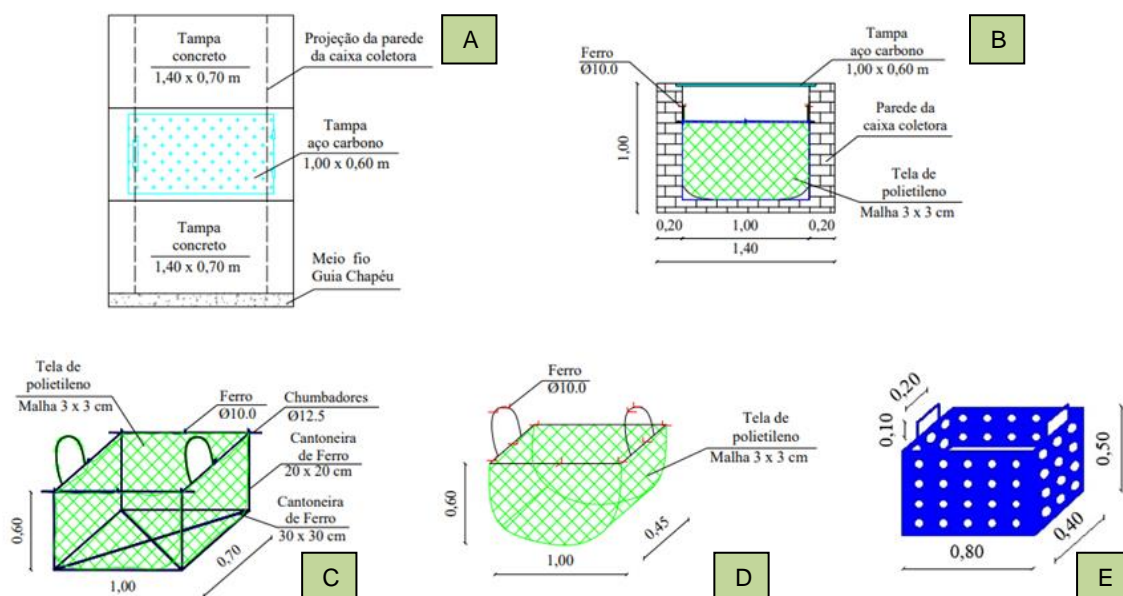 A
Tampa
concreto
1,40 x 0,70 m
Projeção da parede
da caixa coletora
Tampa
aço carbono
1,00 x 0,60 m
Tampa
concreto
1,40 x 0,70 m
Meio fio
Guia Chapéu
B
Ferro
Ø10.0
Tampa
aço carbono
1,00 x 0,60 m
Parede da
caixa coletora
Tela de
polietileno
Malha 3 x 3 cm
1,00
0,20
1,00
0,20
1,40
Tela de
polietileno
Malha 3 x 3 cm
Ferro
Ø10.0
Chumbadores
Ø12.5
Cantoneira
de Ferro
20 x 20 cm
Cantoneira
de Ferro
30 x 30 cm
0,60
1,00
0,70
C
Ferro
Ø10.0
Tela de
polietileno
Malha 3 x 3 cm
0,60
1,00
0,45
D
0,20
0,10
0,50
0,40
0,80
E